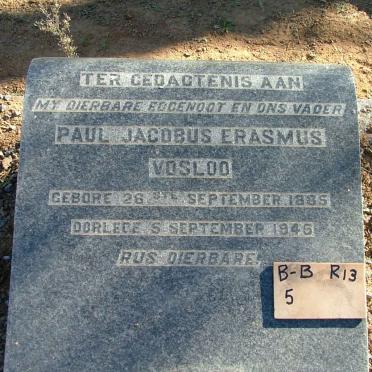 TER GEDAGTENIS AAN
MY DIERBARE EGGENOOT EN ONS VADER
PAUL JACOBUS ERASMUS
VOSLOO
GEBORE 26 STE SEPTEMBER 1885
OORLEDE 5 SEPTEMBER 1946
RUS DIERBARE
B-B R13
5